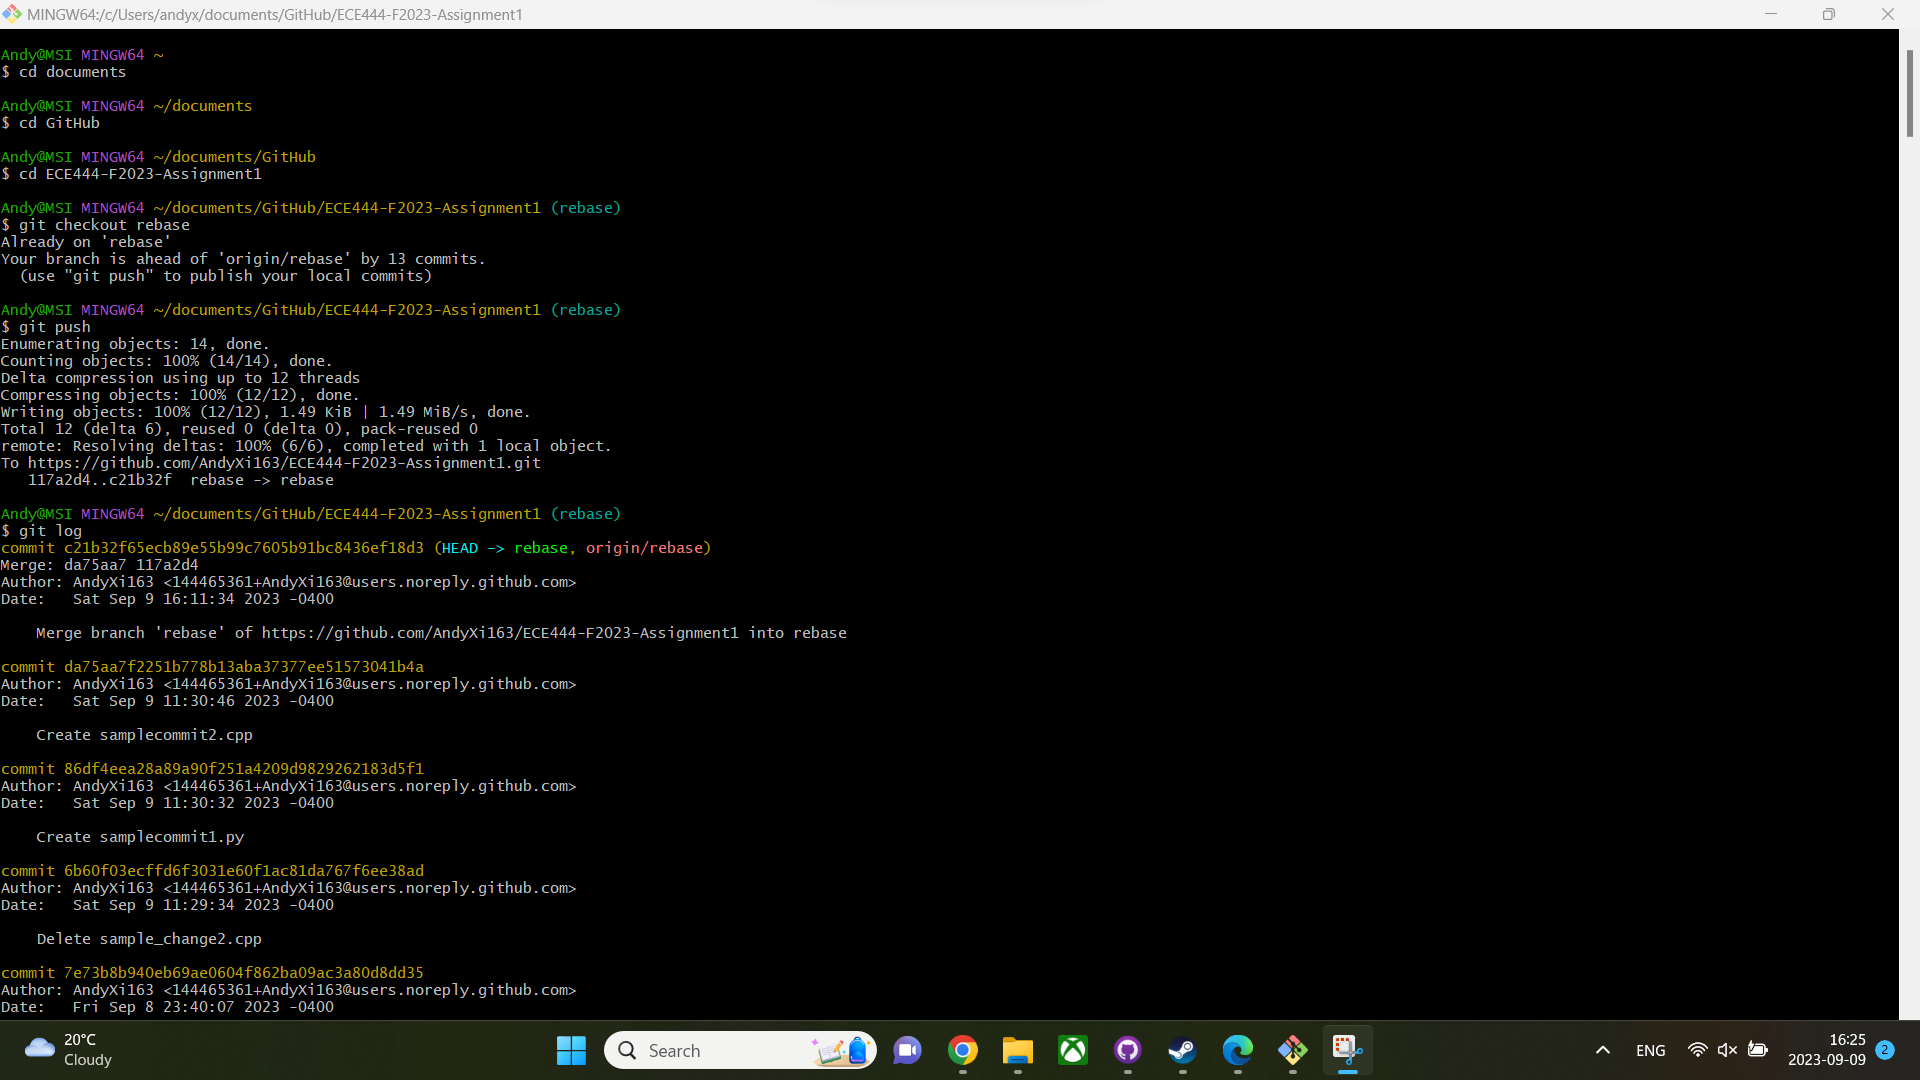 MINGW64:/c/Users/andyx/documents/GitHub/ECE444-F2023-Assignment1
Andy@MSI MINGW64 ~
$ cd documents
Andy@MSI MINGW64 ~/documents
$ cd GitHub
Andy@MSI MINGW64 ~/documents/GitHub
$ cd ECE444-F2023-Assignment1
Andy@MSI MINGW64 ~/documents/GitHub/ECE444-F2023-Assignment1 (rebase)
$ git checkout rebase
Already on 'rebase'
Your branch is ahead of 'origin/rebase' by 13 commits.
  (use "git push" to publish your local commits)
Andy@MSI MINGW64 ~/documents/GitHub/ECE444-F2023-Assignment1 (rebase)
$ git push
Enumerating objects: 14, done.
Counting objects: 100% (14/14), done.
Delta compression using up to 12 threads
Compressing objects: 100% (12/12), done.
Writing objects: 100% (12/12), 1.49 KiB | 1.49 MiB/s, done.
Total 12 (delta 6), reused 0 (delta 0), pack-reused 0
remote: Resolving deltas: 100% (6/6), completed with 1 local object.
To https://github.com/AndyXi163/ECE444-F2023-Assignment1.git
   117a2d4..c21b32f  rebase -> rebase
Andy@MSI MINGW64 ~/documents/GitHub/ECE444-F2023-Assignment1 (rebase)
$ git log
commit c21b32f65ecb89e55b99c7605b91bc8436ef18d3 (HEAD -> rebase, origin/rebase)
Merge: da75aa7 117a2d4
Author: AndyXi163 <144465361+AndyXi163@users.noreply.github.com>
Date:   Sat Sep 9 16:11:34 2023 -0400
    Merge branch 'rebase' of https://github.com/AndyXi163/ECE444-F2023-Assignment1 into rebase
commit da75aa7f2251b778b13aba37377ee51573041b4a
Author: AndyXi163 <144465361+AndyXi163@users.noreply.github.com>
Date:   Sat Sep 9 11:30:46 2023 -0400
    Create samplecommit2.cpp
commit 86df4eea28a89a90f251a4209d9829262183d5f1
Author: AndyXi163 <144465361+AndyXi163@users.noreply.github.com>
Date:   Sat Sep 9 11:30:32 2023 -0400
    Create samplecommit1.py
commit 6b60f03ecffd6f3031e60f1ac81da767f6ee38ad
Author: AndyXi163 <144465361+AndyXi163@users.noreply.github.com>
Date:   Sat Sep 9 11:29:34 2023 -0400
    Delete sample_change2.cpp
commit 7e73b8b940eb69ae0604f862ba09ac3a80d8dd35
Author: AndyXi163 <144465361+AndyXi163@users.noreply.github.com>
Date:   Fri Sep 8 23:40:07 2023 -0400
20°C
Cloudy
Search
ENG
16:25
2023-09-09
2